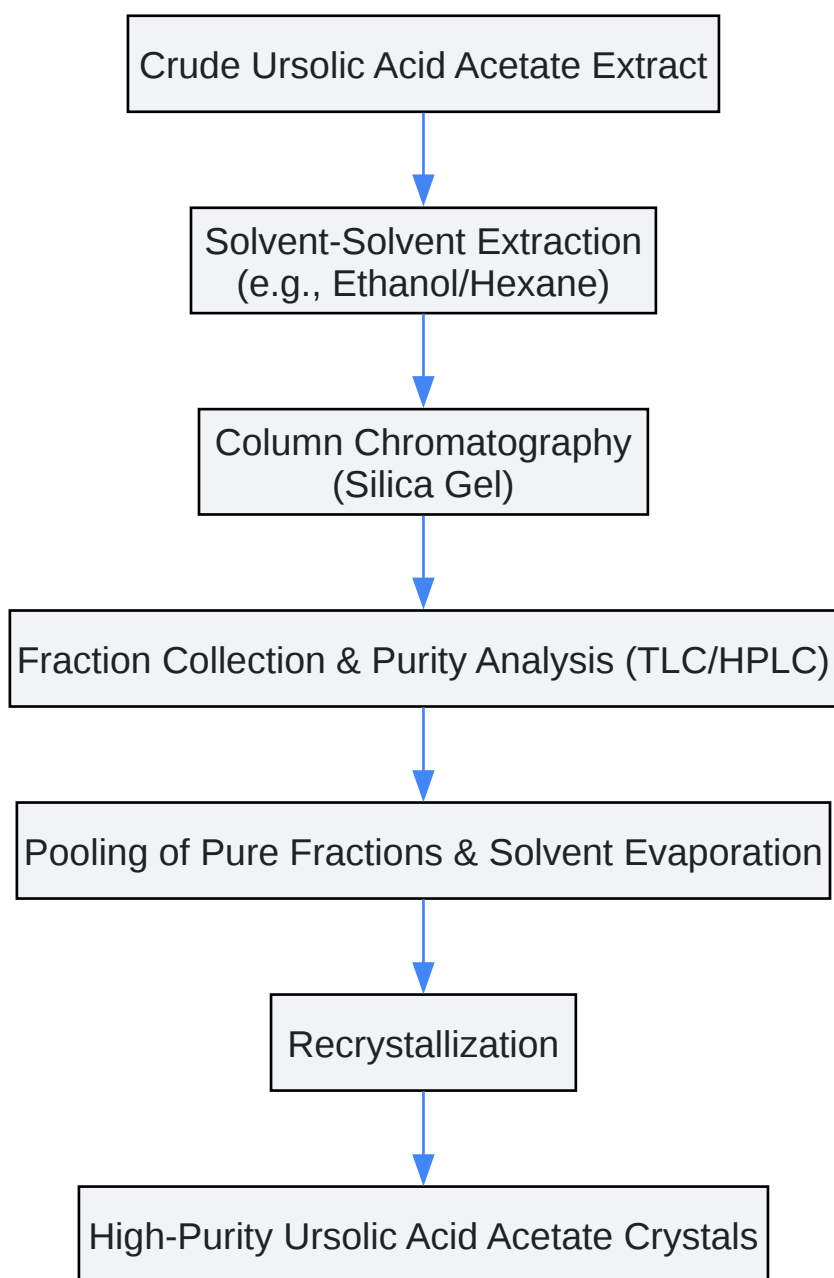 Crude Ursolic Acid Acetate Extract
Solvent-Solvent Extraction
(e.g., Ethanol/Hexane)
Column Chromatography
(Silica Gel)
Fraction Collection & Purity Analysis (TLC/HPLC)
Pooling of Pure Fractions & Solvent Evaporation
Recrystallization
High-Purity Ursolic Acid Acetate Crystals